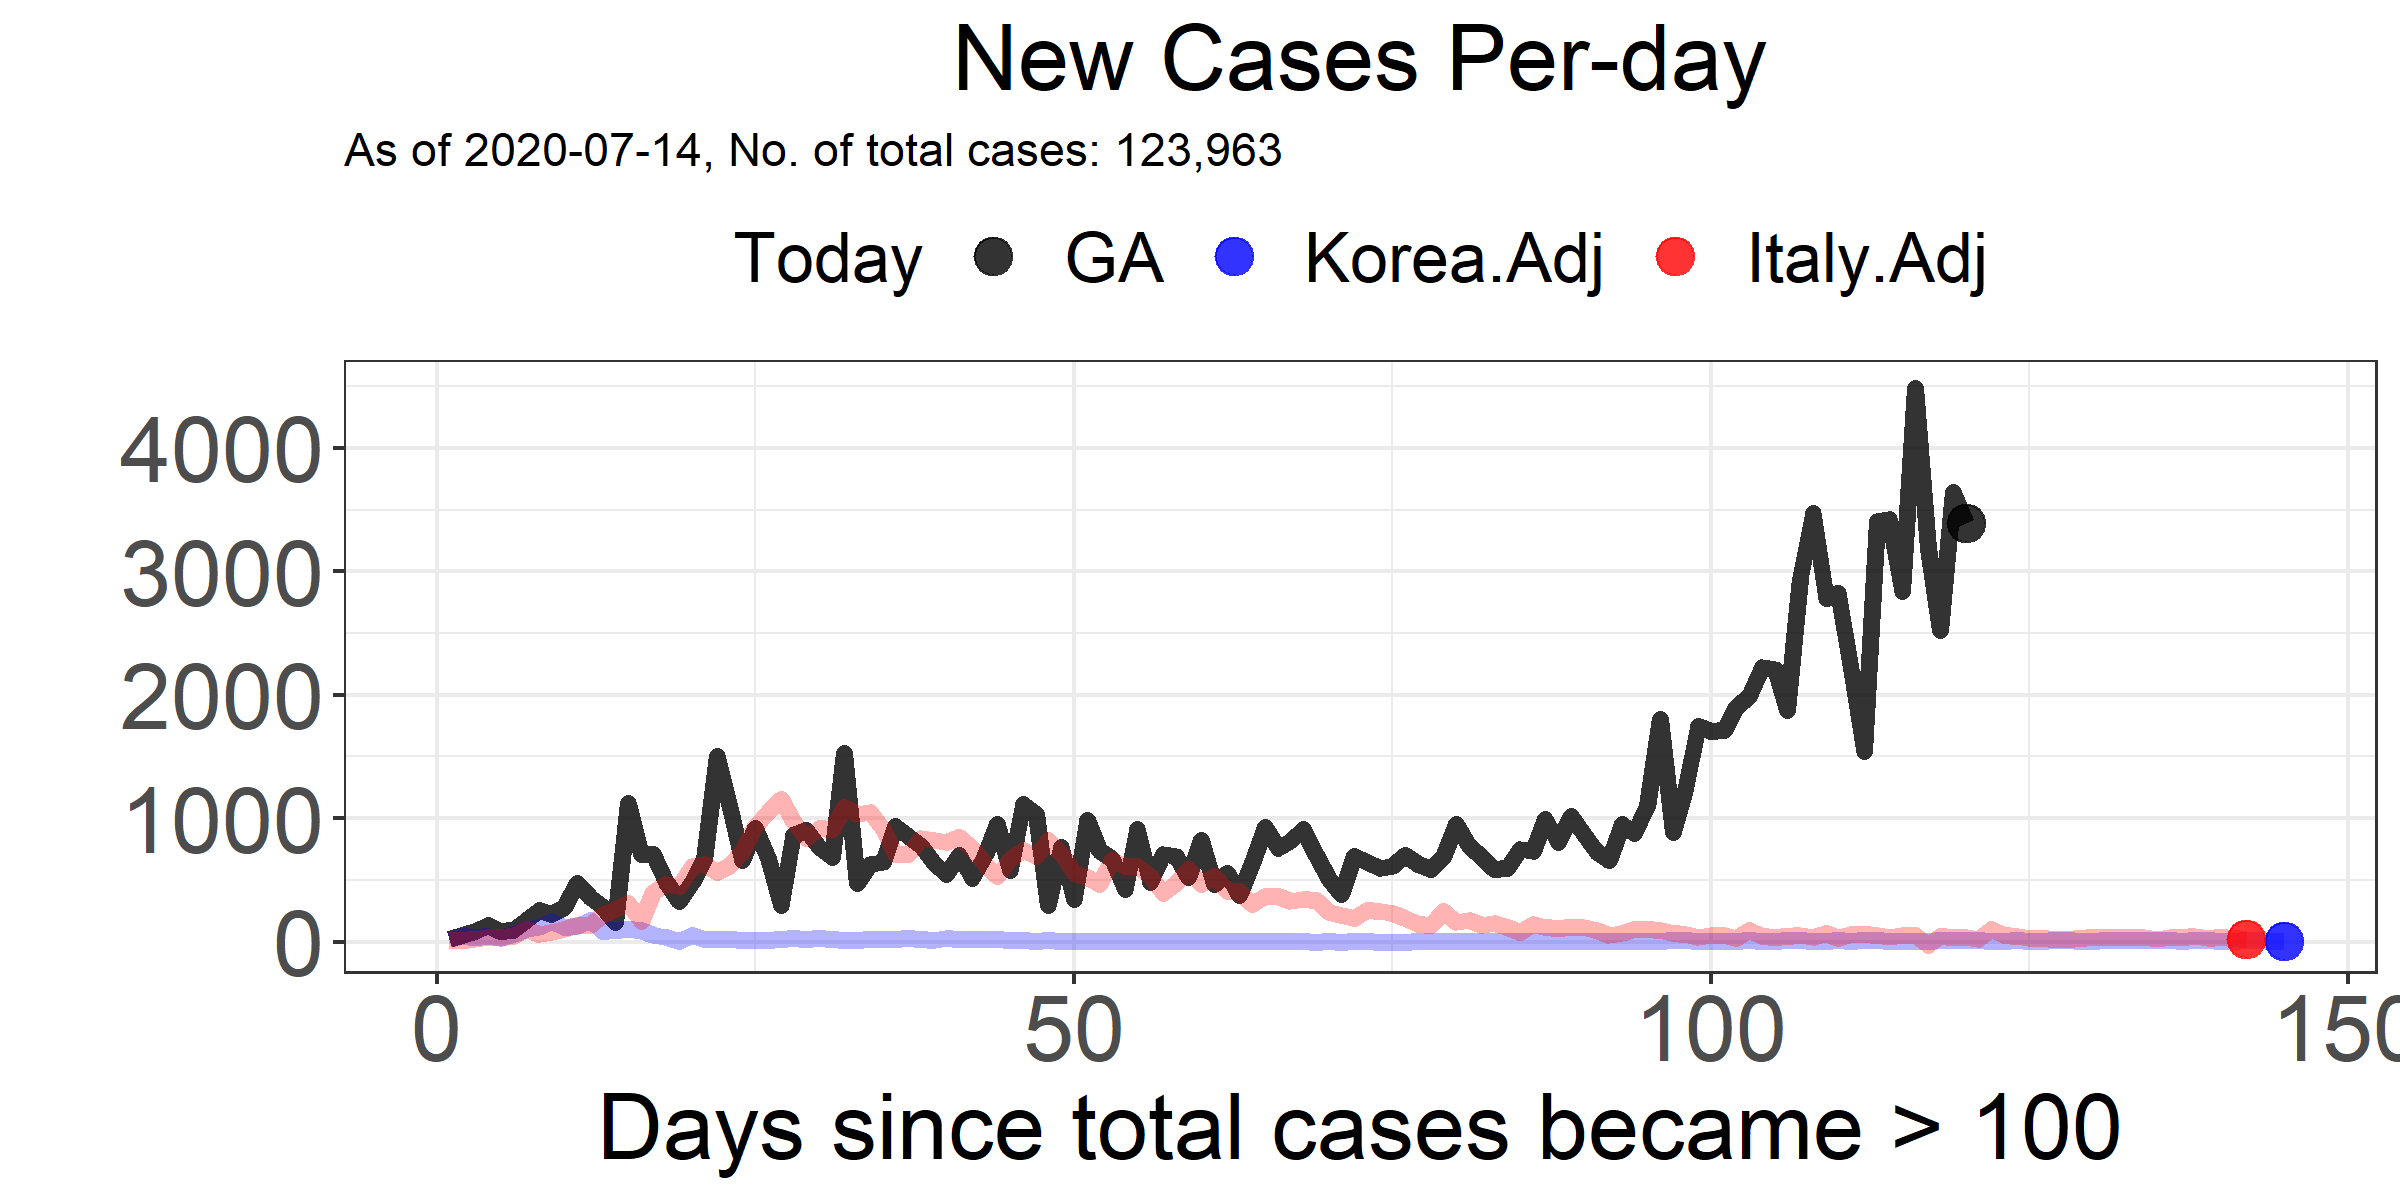 New Cases Per-day
As of 2020-07-14, No. of total cases: 123,963
Today GA Korea.Adj Italy.Adj
4000
3000
2000
1000
0
0 50 100 150
Days since total cases became > 100